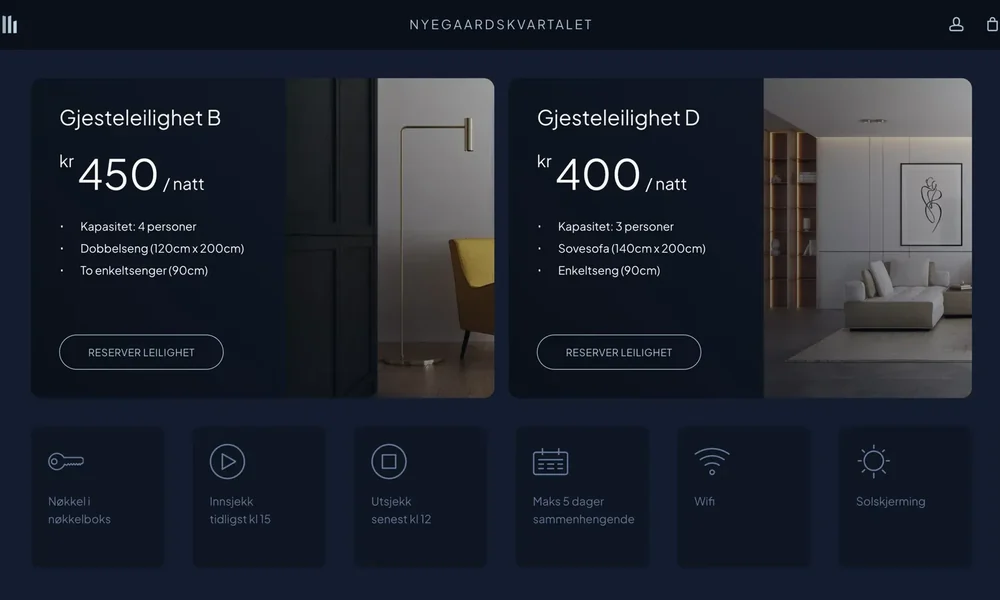 NYEGAARDSKVARTALET
Gjesteleilighet B
kr 450 / natt
· Kapasitet: 4 personer
· Dobbelseng (120cm x 200cm)
· To enkeltsenger (90cm)
RESERVER LEILIGHET
Gjesteleilighet D
kr 400 / natt
· Kapasitet: 3 personer
· Sovesofa (140cm x 200cm)
· Enkeltseng (90cm)
RESERVER LEILIGHET
Nøkkel i
nøkkelboks
Innsjekk
tidligst kl 15
Utsjekk
senest kl 12
Maks 5 dager
sammenhengende
Wifi
Solskjerming